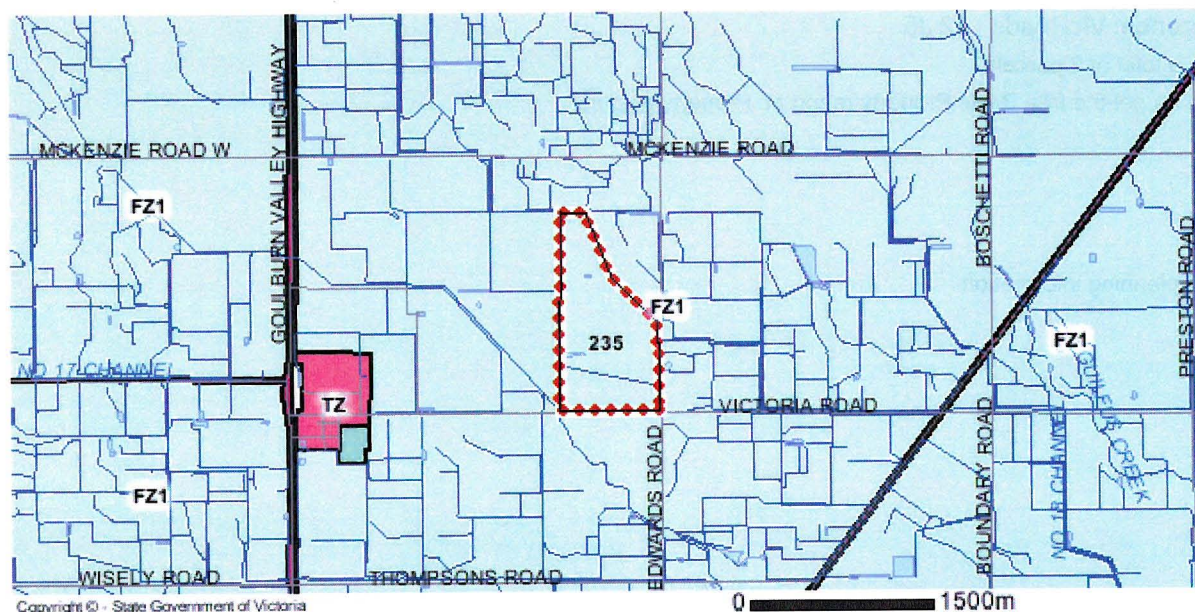 MCKENZIE ROAD W
MCKENZIE ROAD
GOULBURN VALLEY HIGHWAY
BOSCHETTI ROAD
PRESTON ROAD
FZ1
FZ1
235
FZ1
NO 17 CHANNEL
TZ
VICTORIA ROAD
FZ1
EDWARDS ROAD
BOUNDARY ROAD
NO 18 CHANNEL
CREEK
WISELY ROAD
THOMPSONS ROAD
Copyright © - State Government of Victoria
0 1500m